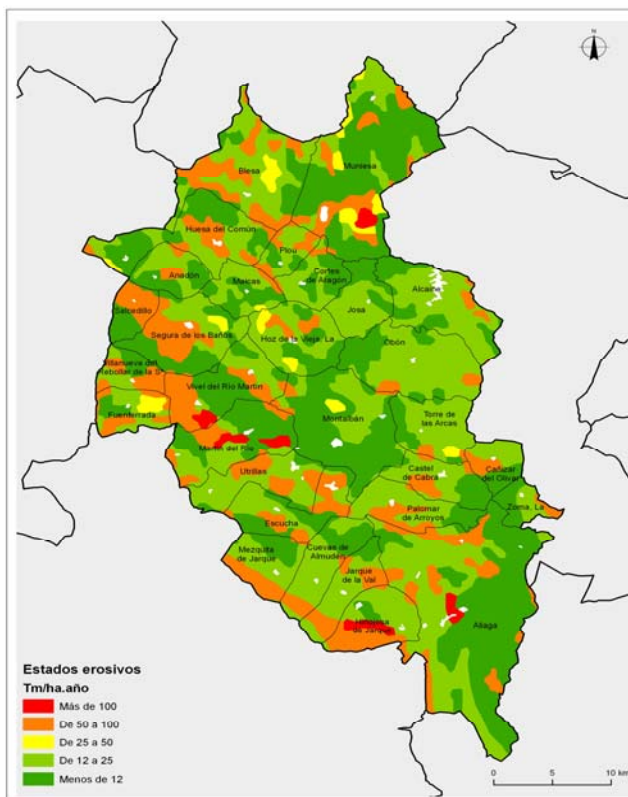 N
Muniesa
Blesa
Huesa del Común
Plou
Anadón
Maicas
Cortes
de Aragón
Alcaine
Salcedillo
Josa
Segura de los Baños
Hoz de la Vieja, La
Obón
Villanueva del
Rebollar de la S
Vivel del Río Martín
Fuenferrada
Montalbán
Torre de
las Arcas
Martín del Río
Utrillas
Castel
de Cabra
Cañizar
del Olivar
Palomar
de Arroyos
Zoma, La
Escucha
Mezquita
de Jarque
Cuevas de
Almudén
Jarque
de la Val
Hinojosa
de Jarque
Aliaga
Estados erosivos
Tm/ha.año
Más de 100
De 50 a 100
De 25 a 50
De 12 a 25
Menos de 12
0 5 10 km